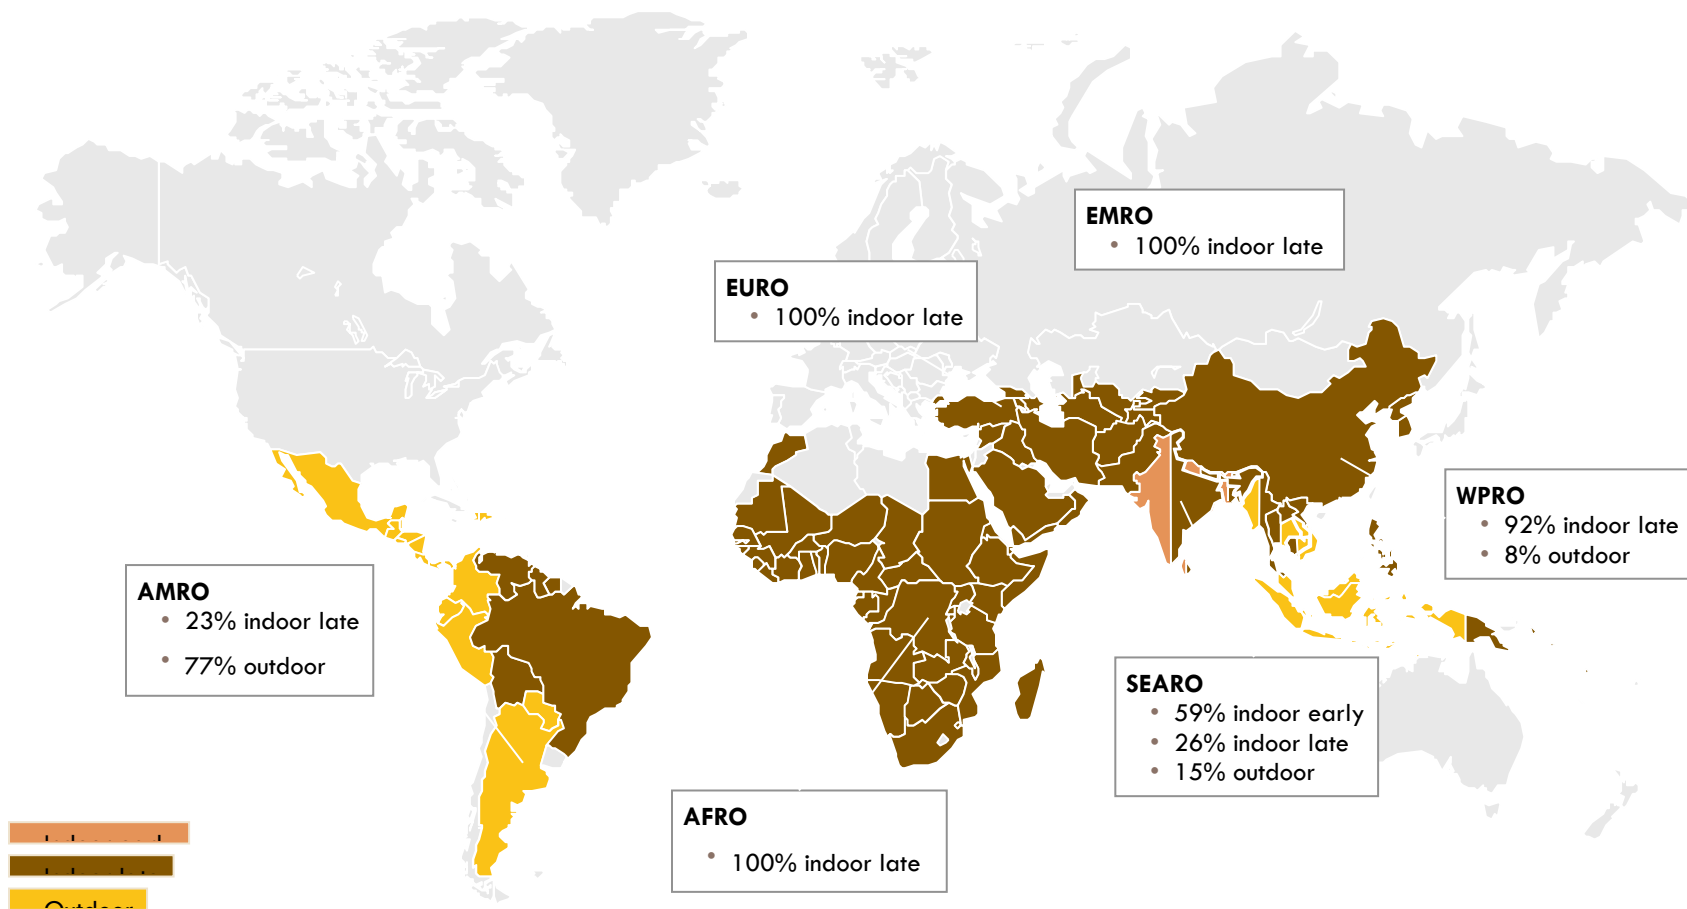 EMRO
• 100% indoor late
EURO
• 100% indoor late
WPRO
• 92% indoor late
• 8% outdoor
AMRO
• 23% indoor late
• 77% outdoor
SEARO
• 59% indoor early
• 26% indoor late
• 15% outdoor
AFRO
• 100% indoor late
Outdoor